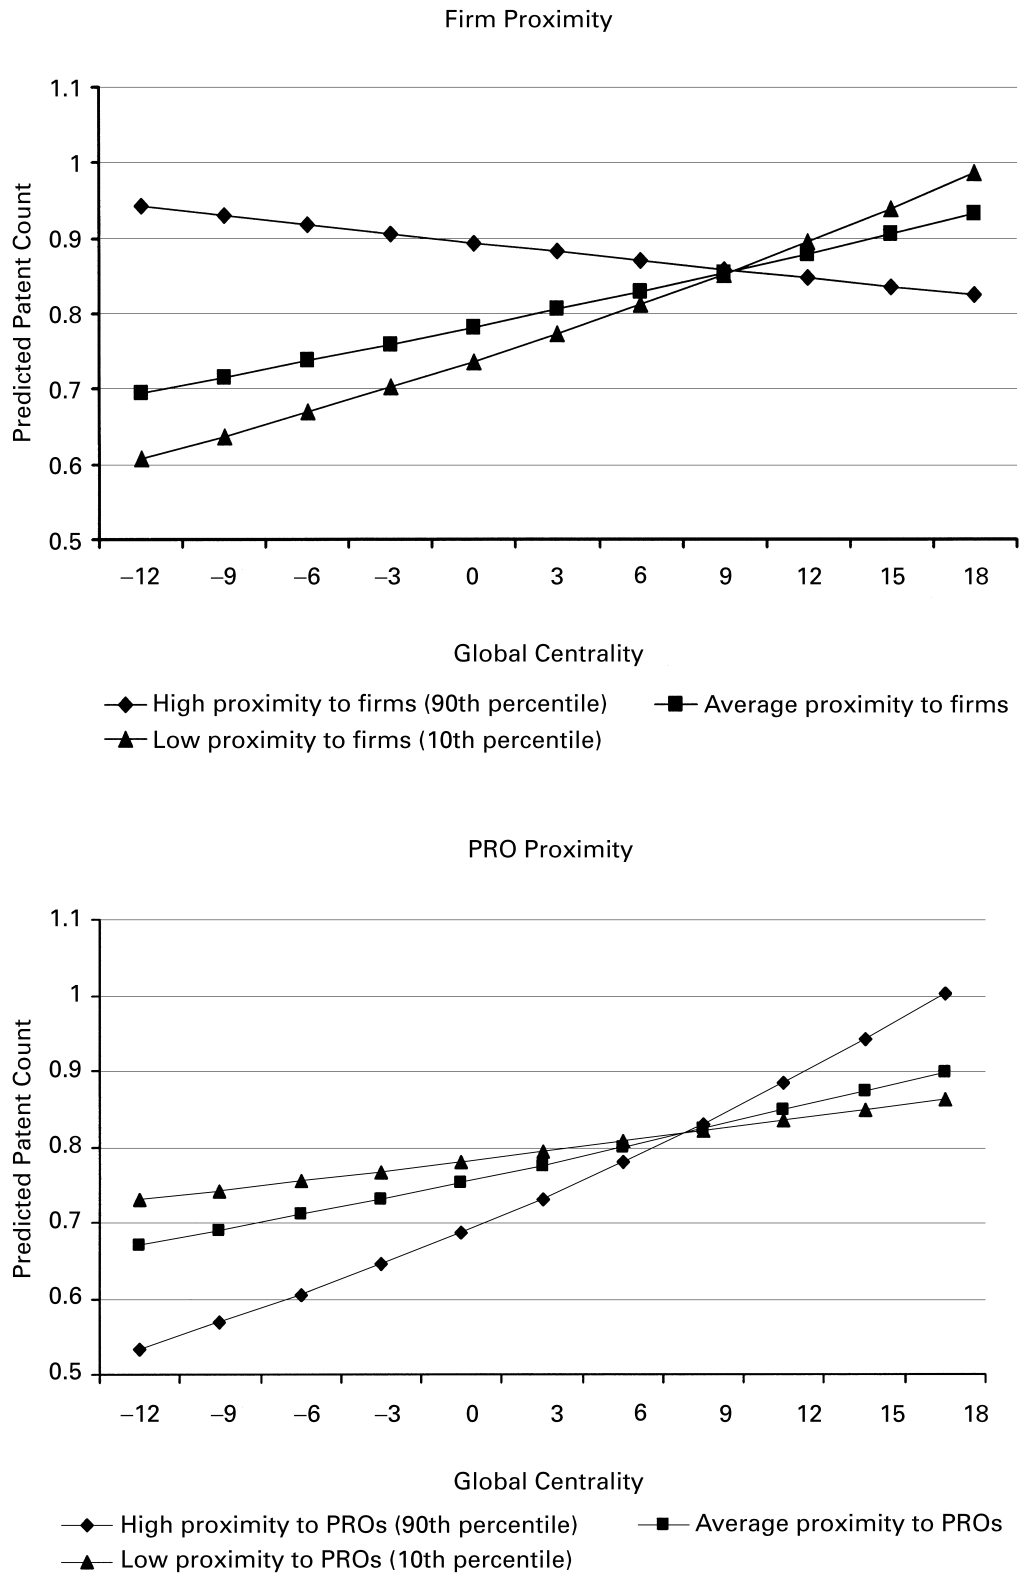 Firm Proximity
1.1
1
0.9
0.8
0.7
0.6
0.5
Predicted Patent Count
–12 –9 –6 –3 0 3 6 9 12 15 18
Global Centrality
High proximity to firms (90th percentile) Average proximity to firms
Low proximity to firms (10th percentile)
PRO Proximity
1.1
1
0.9
0.8
0.7
0.6
0.5
Predicted Patent Count
–12 –9 –6 –3 0 3 6 9 12 15 18
Global Centrality
High proximity to PROs (90th percentile) Average proximity to PROs
Low proximity to PROs (10th percentile)